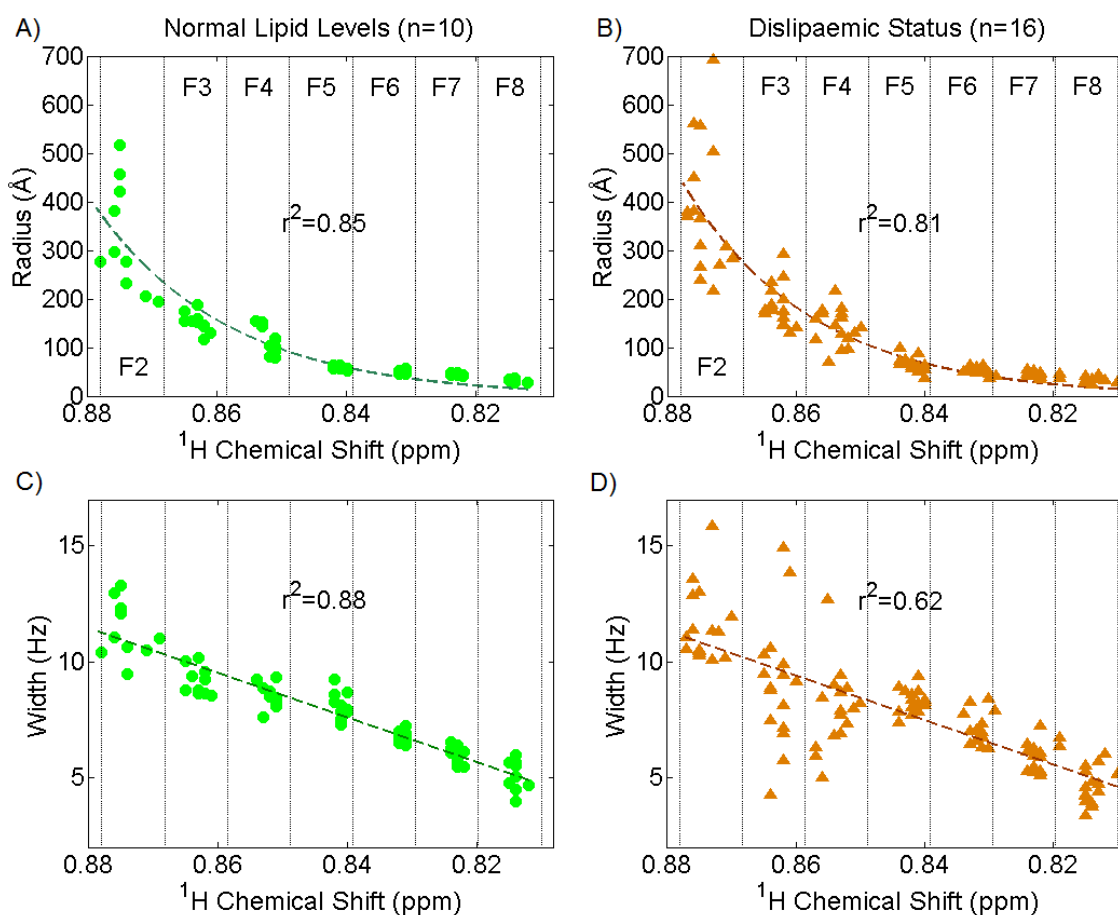 A) Normal Lipid Levels (n=10)
700
600
500
400
300
200
100
0
Radius (Å)
F3 F4 F5 F6 F7 F8
r²=0.85
F2
0.88 0.86 0.84 0.82
¹H Chemical Shift (ppm)
B) Dislipaemic Status (n=16)
700
600
500
400
300
200
100
0
Radius (Å)
F3 F4 F5 F6 F7 F8
r²=0.81
F2
0.88 0.86 0.84 0.82
¹H Chemical Shift (ppm)
C)
15
10
5
Width (Hz)
r²=0.88
0.88 0.86 0.84 0.82
¹H Chemical Shift (ppm)
D)
15
10
5
Width (Hz)
r²=0.62
0.88 0.86 0.84 0.82
¹H Chemical Shift (ppm)